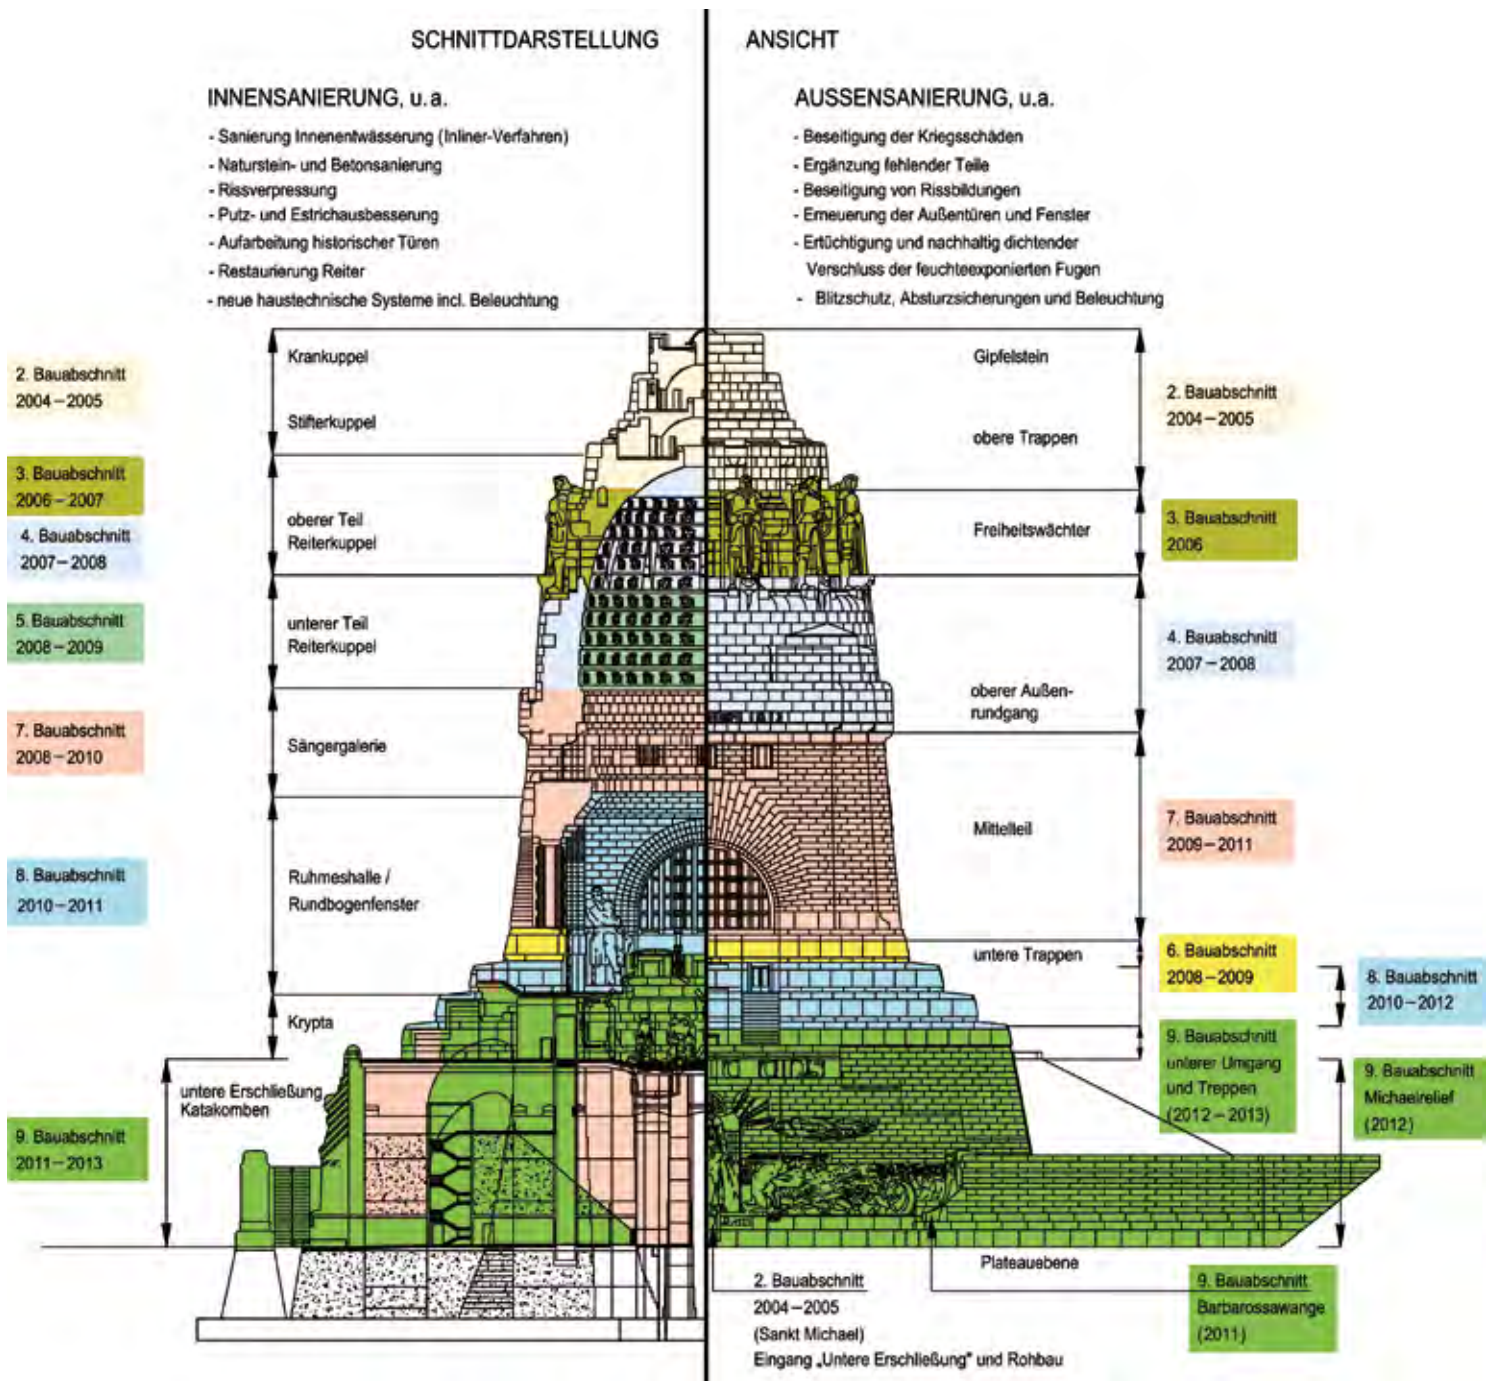 SCHNITTDARSTELLUNG
ANSICHT
INNENSANIERUNG, u.a.
- Sanierung Innenentwässerung (Inliner-Verfahren)
- Naturstein- und Betonsanierung
- Rissverpressung
- Putz- und Estrichausbesserung
- Aufarbeitung historischer Türen
- Restaurierung Reiter
- neue haustechnische Systeme incl. Beleuchtung
AUSSENSANIERUNG, u.a.
- Beseitigung der Kriegsschäden
- Ergänzung fehlender Teile
- Beseitigung von Rissbildungen
- Erneuerung der Außentüren und Fenster
- Ertüchtigung und nachhaltig dichtender
Verschluss der feuchteexponierten Fugen
- Blitzschutz, Absturzsicherungen und Beleuchtung
2. Bauabschnitt
2004-2005
3. Bauabschnitt
2006-2007
4. Bauabschnitt
2007-2008
5. Bauabschnitt
2008-2009
7. Bauabschnitt
2008-2010
8. Bauabschnitt
2010-2011
9. Bauabschnitt
2011-2013
Krankuppel
Stifterkuppel
oberer Teil
Reiterkuppel
unterer Teil
Reiterkuppel
Sängergalerie
Ruhmeshalle /
Rundbogenfenster
Krypta
untere Erschließung
Katakomben
Gipfelstein
obere Trappen
Freiheitswächter
oberer Außen-
rundgang
Mittelteil
untere Trappen
Plateauebene
2. Bauabschnitt
2004-2005
3. Bauabschnitt
2006
4. Bauabschnitt
2007-2008
7. Bauabschnitt
2009-2011
6. Bauabschnitt
2008-2009
8. Bauabschnitt
2010-2012
9. Bauabschnitt
unterer Umgang
und Treppen
(2012-2013)
9. Bauabschnitt
Michaelrelief
(2012)
2. Bauabschnitt
2004-2005
(Sankt Michael)
Eingang „Untere Erschließung" und Rohbau
9. Bauabschnitt
Barbarossawange
(2011)